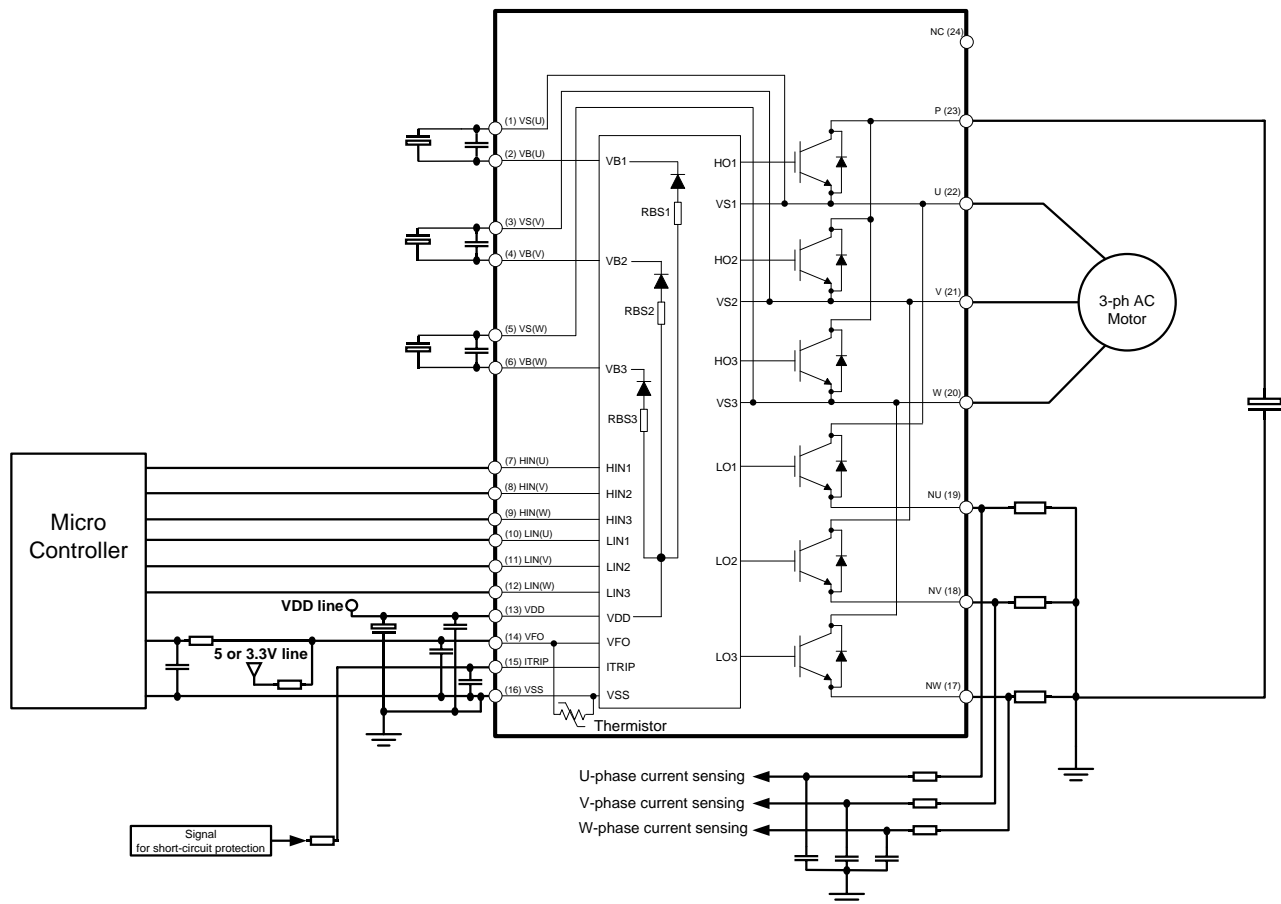 NC (24)
(1) VS(U)
(2) VB(U)
(3) VS(V)
(4) VB(V)
(5) VS(W)
(6) VB(W)
(7) HIN(U)
(8) HIN(V)
(9) HIN(W)
(10) LIN(U)
(11) LIN(V)
(12) LIN(W)
(13) VDD
(14) VFO
(15) ITRIP
(16) VSS
VB1
RBS1
VB2
RBS2
VB3
RBS3
HIN1
HIN2
HIN3
LIN1
LIN2
LIN3
VDD
VFO
ITRIP
VSS
Thermistor
HO1
VS1
HO2
VS2
HO3
VS3
LO1
LO2
LO3
P (23)
U (22)
V (21)
W (20)
NU (19)
NV (18)
NW (17)
3-ph AC
Motor
Micro
Controller
VDD line
5 or 3.3V line
Signal
for short-circuit protection
U-phase current sensing
V-phase current sensing
W-phase current sensing